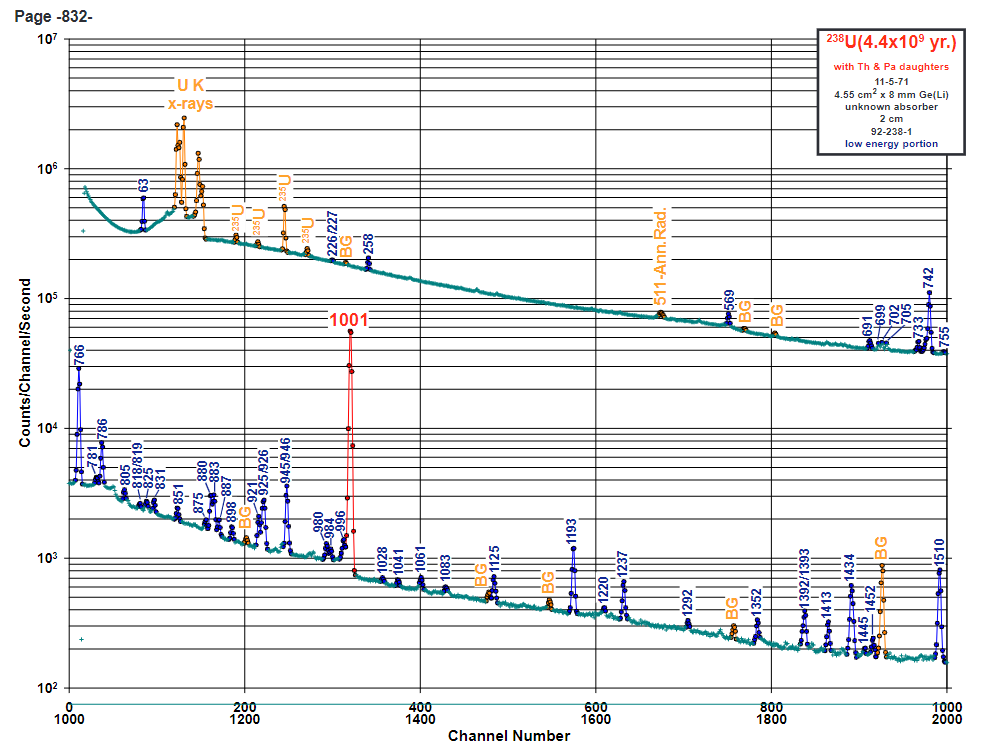 Page -832-
10⁷
²³⁸U(4.4x10⁹ yr.)
with Th & Pa daughters
11-5-71
4.55 cm² x 8 mm Ge(Li)
unknown absorber
2 cm
92-238-1
low energy portion
U K
x-rays
10⁶
63
²³⁵U
²³⁵U
²³⁵U
²³⁵U
226/227
BG
258
511-Ann.Rad.
10⁵
569
BG
BG
691
699
702
705
733
742
755
1001
Counts/Channel/Second
766
10⁴
781
786
805
818/819
825
831
851
875
880
883
887
898
BG
921
925/926
945/946
980
984
996
10³
1028
1041
1061
1083
BG
1125
BG
1193
1220
1237
1292
BG
1352
1392/1393
1413
1434
1445
1452
BG
1510
10²
0 200 400 600 800 1000
1000 1200 1400 1600 1800 2000
Channel Number